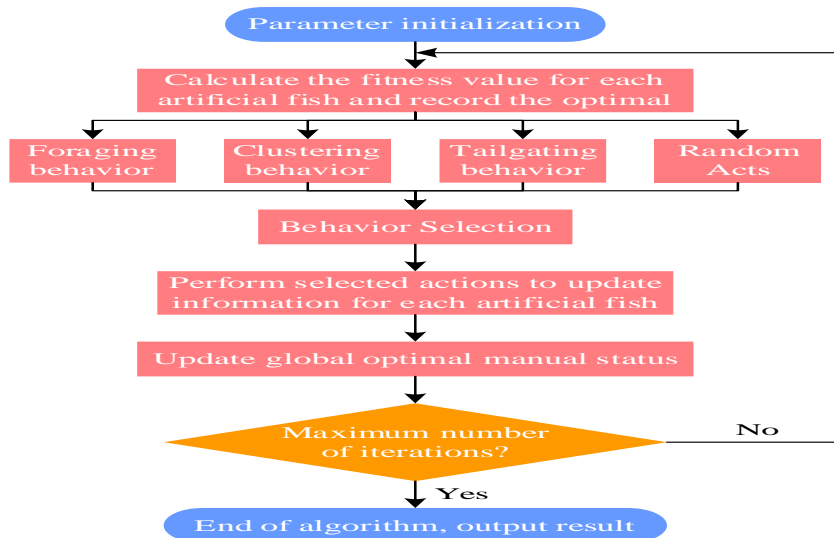 Parameter initialization
Calculate the fitness value for each
artificial fish and record the optimal
Foraging
behavior
Clustering
behavior
Tailgating
behavior
Random
Acts
Behavior Selection
Perform selected actions to update
information for each artificial fish
Update global optimal manual status
Maximum number
of iterations?
No
Yes
End of algorithm, output result